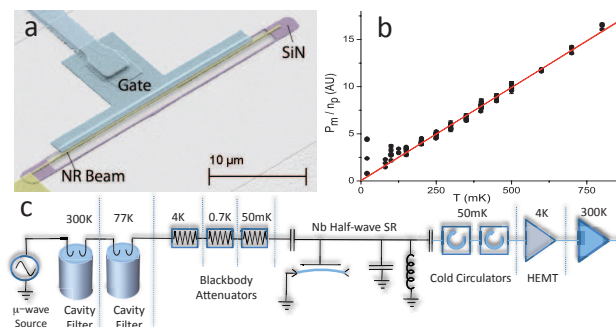 a
SiN
Gate
NR Beam
10 µm
b
P_m / n_p (AU)
15
10
5
0
0 250 500 750
T (mK)
c
300K 77K 4K 0.7K 50mK Nb Half-wave SR 50mK 4K 300K
µ-wave
Source
Cavity
Filter
Cavity
Filter
Blackbody
Attenuators
Cold Circulators
HEMT